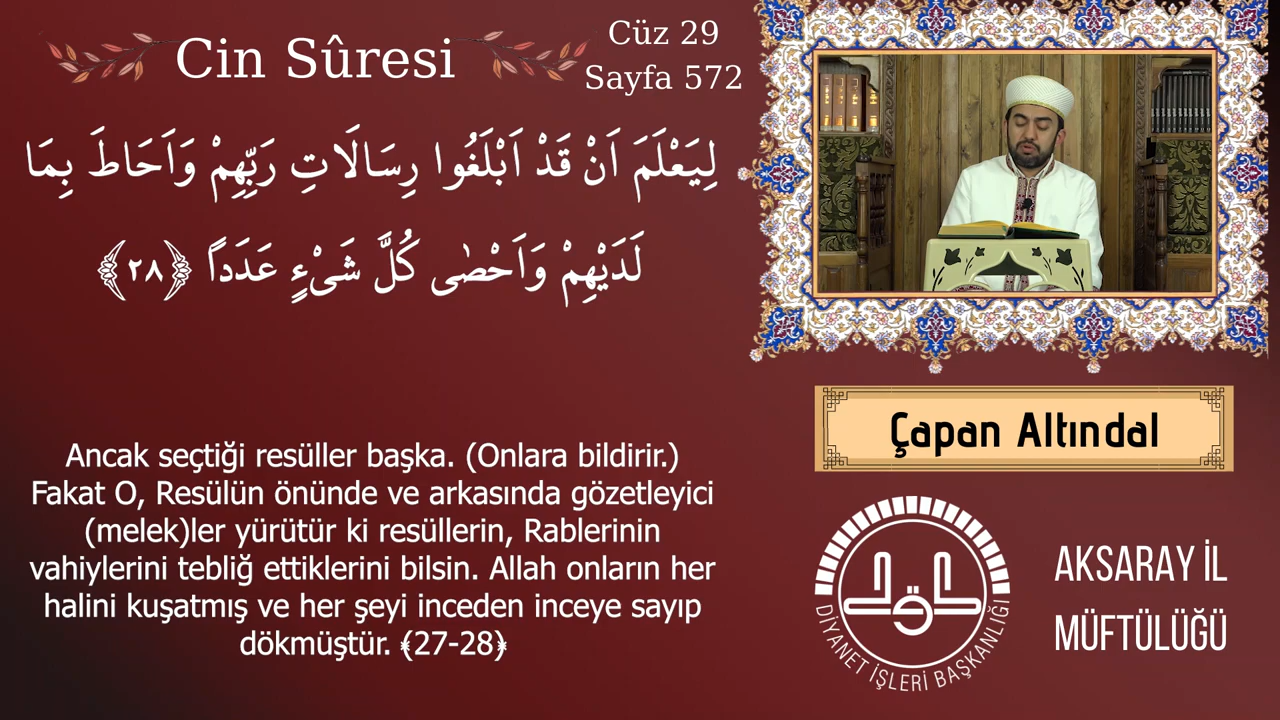 Cin Sûresi
Cüz 29
Sayfa 572
لِيَعْلَمَ اَنْ قَدْ اَبْلَغُوا رِسَالَاتِ رَبِّهِمْ وَاَحَاطَ بِمَا
لَدَيْهِمْ وَاَحْصٰى كُلَّ شَىْءٍ عَدَداً ﴿٢٨﴾
Ancak seçtiği resüller başka. (Onlara bildirir.)
Fakat O, Resülün önünde ve arkasında gözetleyici
(melek)ler yürütür ki resüllerin, Rablerinin
vahiylerini tebliğ ettiklerini bilsin. Allah onların her
halini kuşatmış ve her şeyi inceden inceye sayıp
dökmüştür. ﴾27-28﴿
Çapan Altındal
DİYANET İŞLERİ BAŞKANLIĞI
AKSARAY İL
MÜFTÜLÜĞÜ